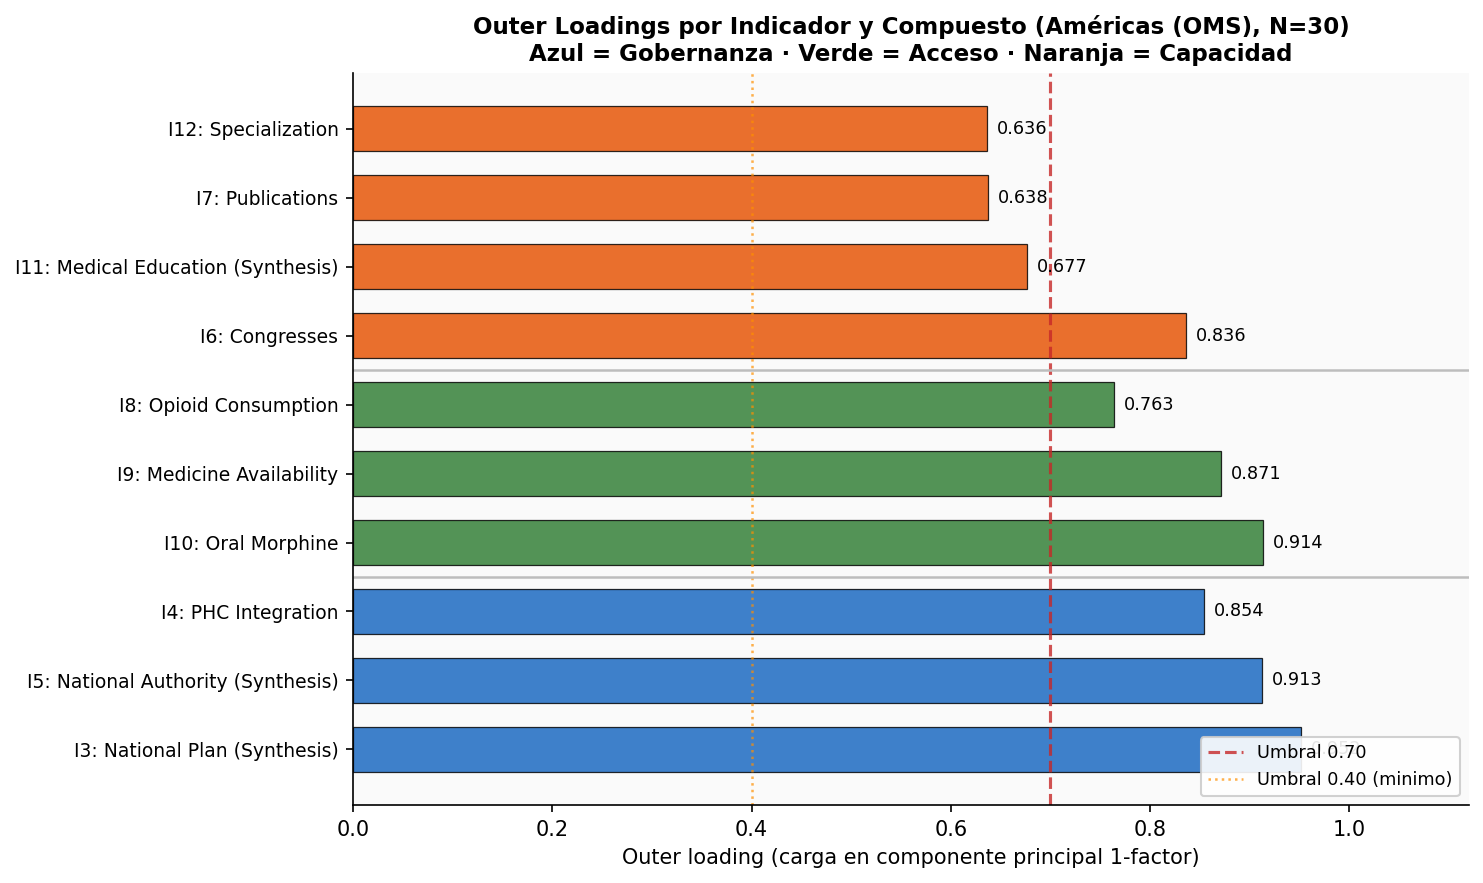 Outer Loadings por Indicador y Compuesto (Américas (OMS), N=30)
Azul = Gobernanza · Verde = Acceso · Naranja = Capacidad
I12: Specialization
0.636
I7: Publications
0.638
I11: Medical Education (Synthesis)
0.677
I6: Congresses
0.836
I8: Opioid Consumption
0.763
I9: Medicine Availability
0.871
I10: Oral Morphine
0.914
I4: PHC Integration
0.854
I5: National Authority (Synthesis)
0.913
I3: National Plan (Synthesis)
Umbral 0.70
Umbral 0.40 (minimo)
0.0 0.2 0.4 0.6 0.8 1.0
Outer loading (carga en componente principal 1-factor)